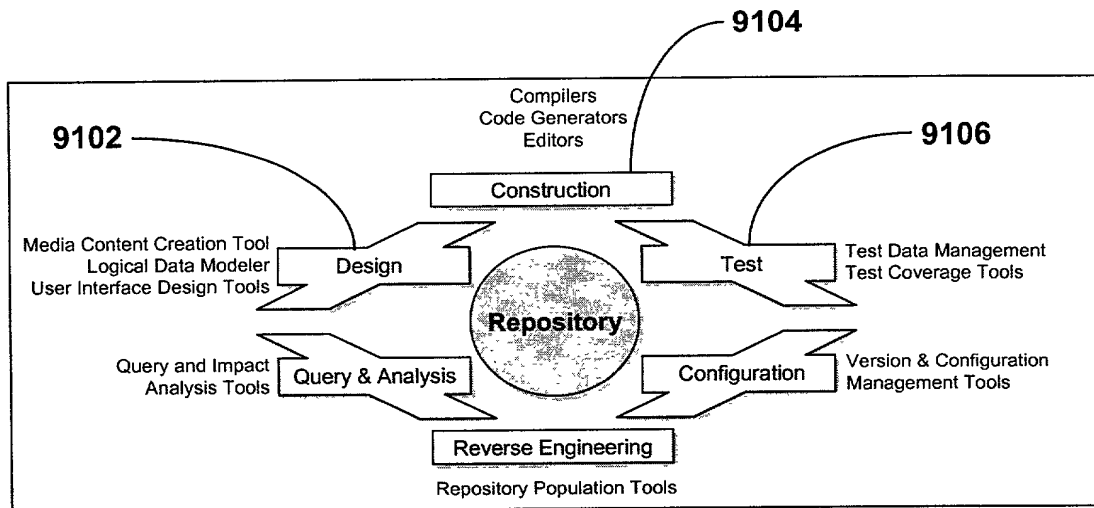 9104
Compilers
Code Generators
Editors
9102
9106
Construction
Media Content Creation Tool
Logical Data Modeler
User Interface Design Tools
Design
Test
Test Data Management
Test Coverage Tools
Repository
Query and Impact
Analysis Tools
Query & Analysis
Configuration
Version & Configuration
Management Tools
Reverse Engineering
Repository Population Tools